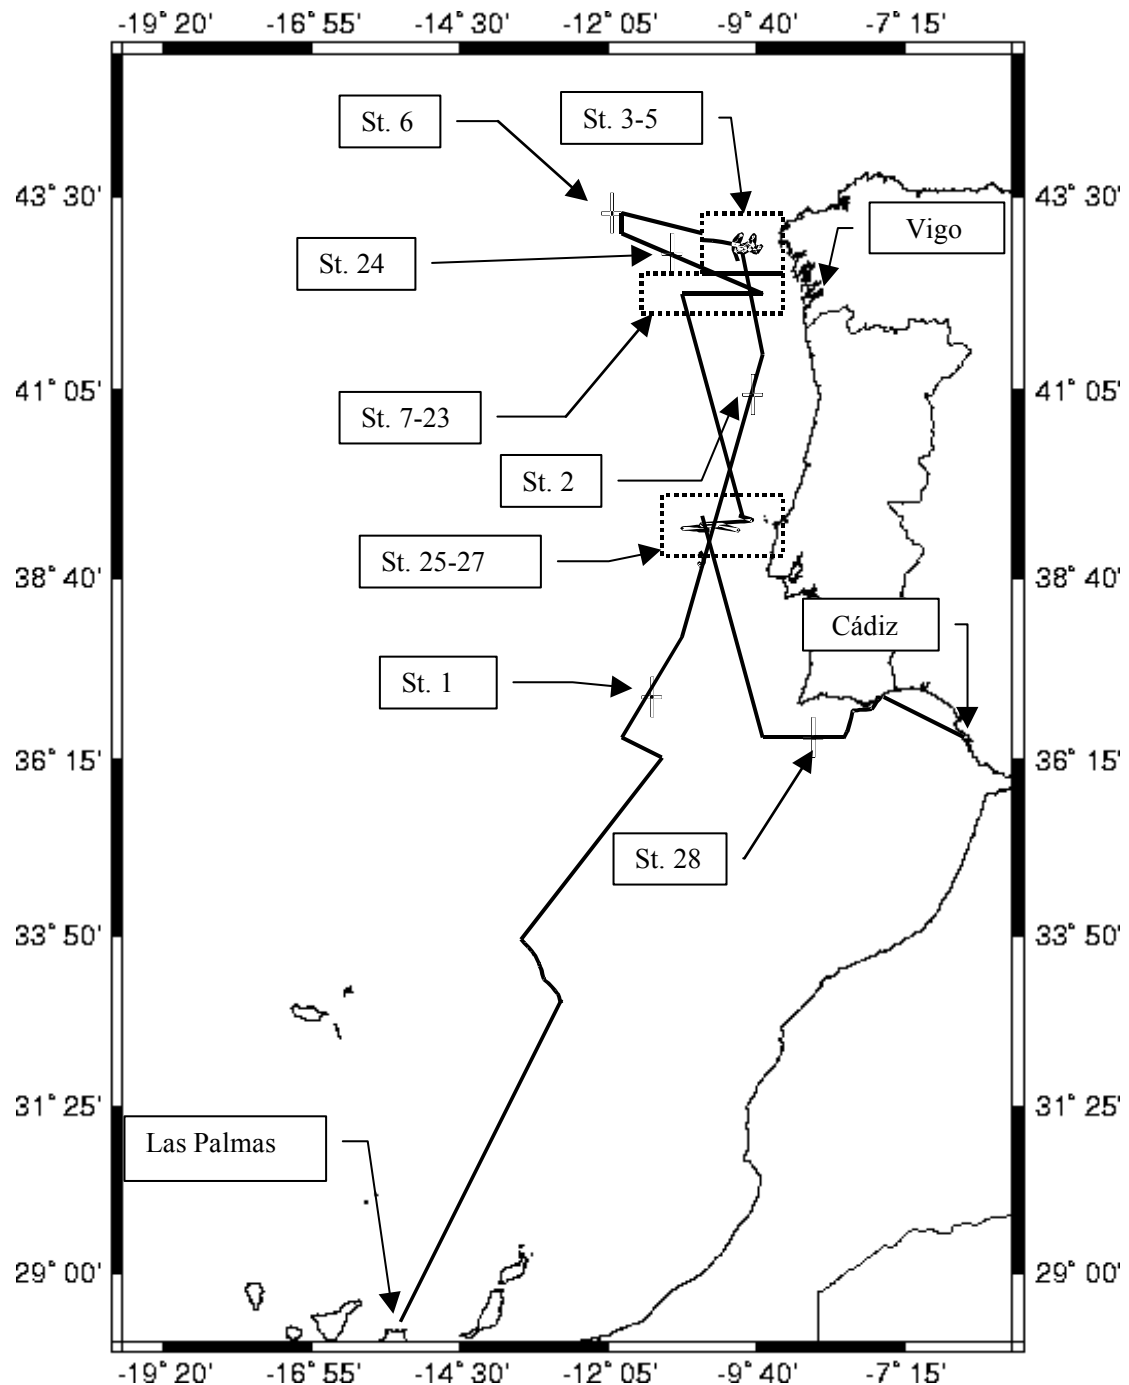 -19° 20' -16° 55' -14° 30' -12° 05' -9° 40' -7° 15'
St. 6
St. 3-5
43° 30' 43° 30'
Vigo
St. 24
41° 05' 41° 05'
St. 7-23
St. 2
St. 25-27
38° 40' 38° 40'
Cádiz
St. 1
36° 15' 36° 15'
St. 28
33° 50' 33° 50'
31° 25' 31° 25'
Las Palmas
29° 00' 29° 00'
-19° 20' -16° 55' -14° 30' -12° 05' -9° 40' -7° 15'